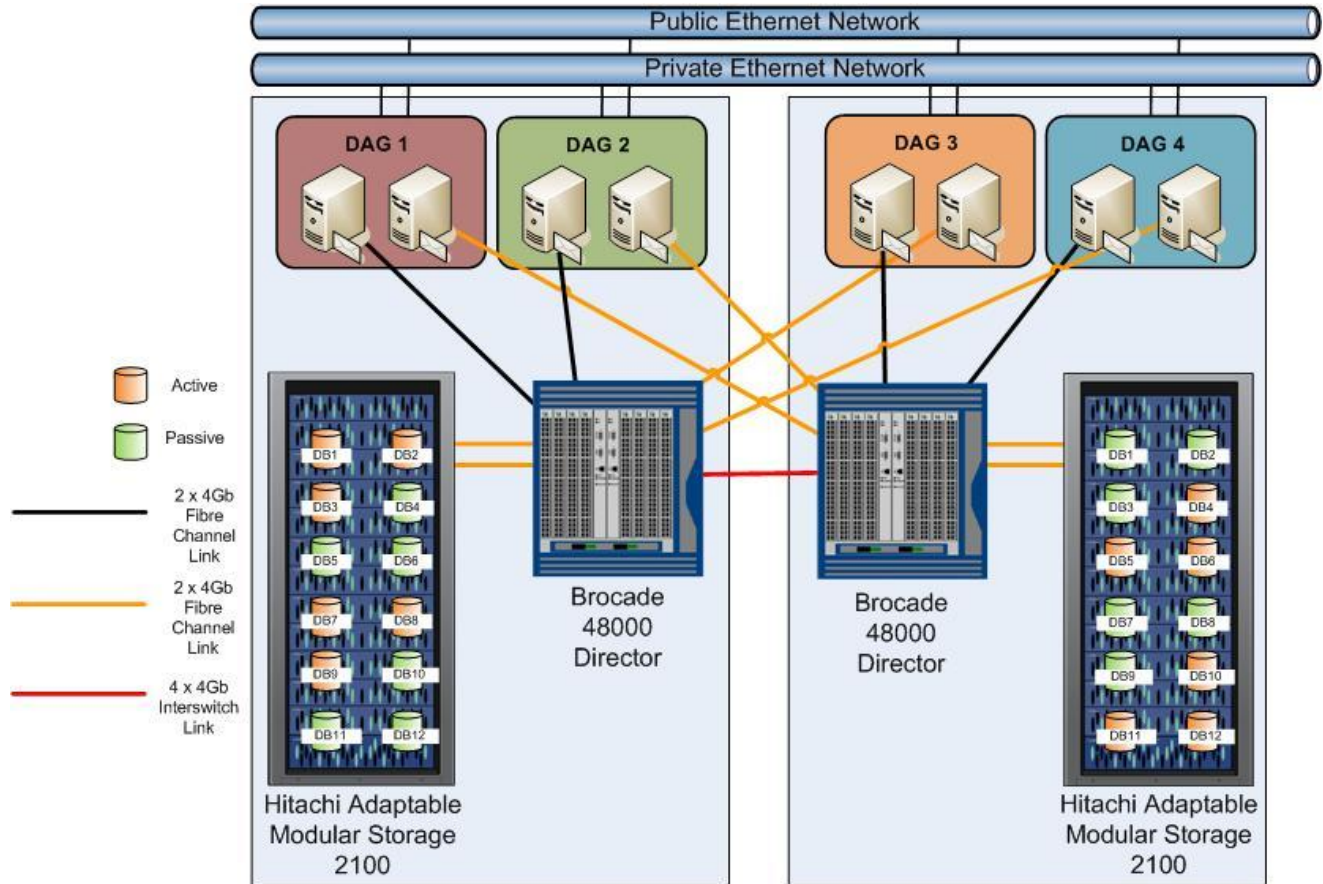 Public Ethernet Network
Private Ethernet Network
DAG 1
DAG 2
DAG 3
DAG 4
Active
Passive
2 x 4Gb
Fibre
Channel
Link
2 x 4Gb
Fibre
Channel
Link
4 x 4Gb
Interswitch
Link
DB1
DB2
DB3
DB4
DB5
DB6
DB7
DB8
DB9
DB10
DB11
DB12
Hitachi Adaptable
Modular Storage
2100
Brocade
48000
Director
Brocade
48000
Director
DB1
DB2
DB3
DB4
DB5
DB6
DB7
DB8
DB9
DB10
DB11
DB12
Hitachi Adaptable
Modular Storage
2100